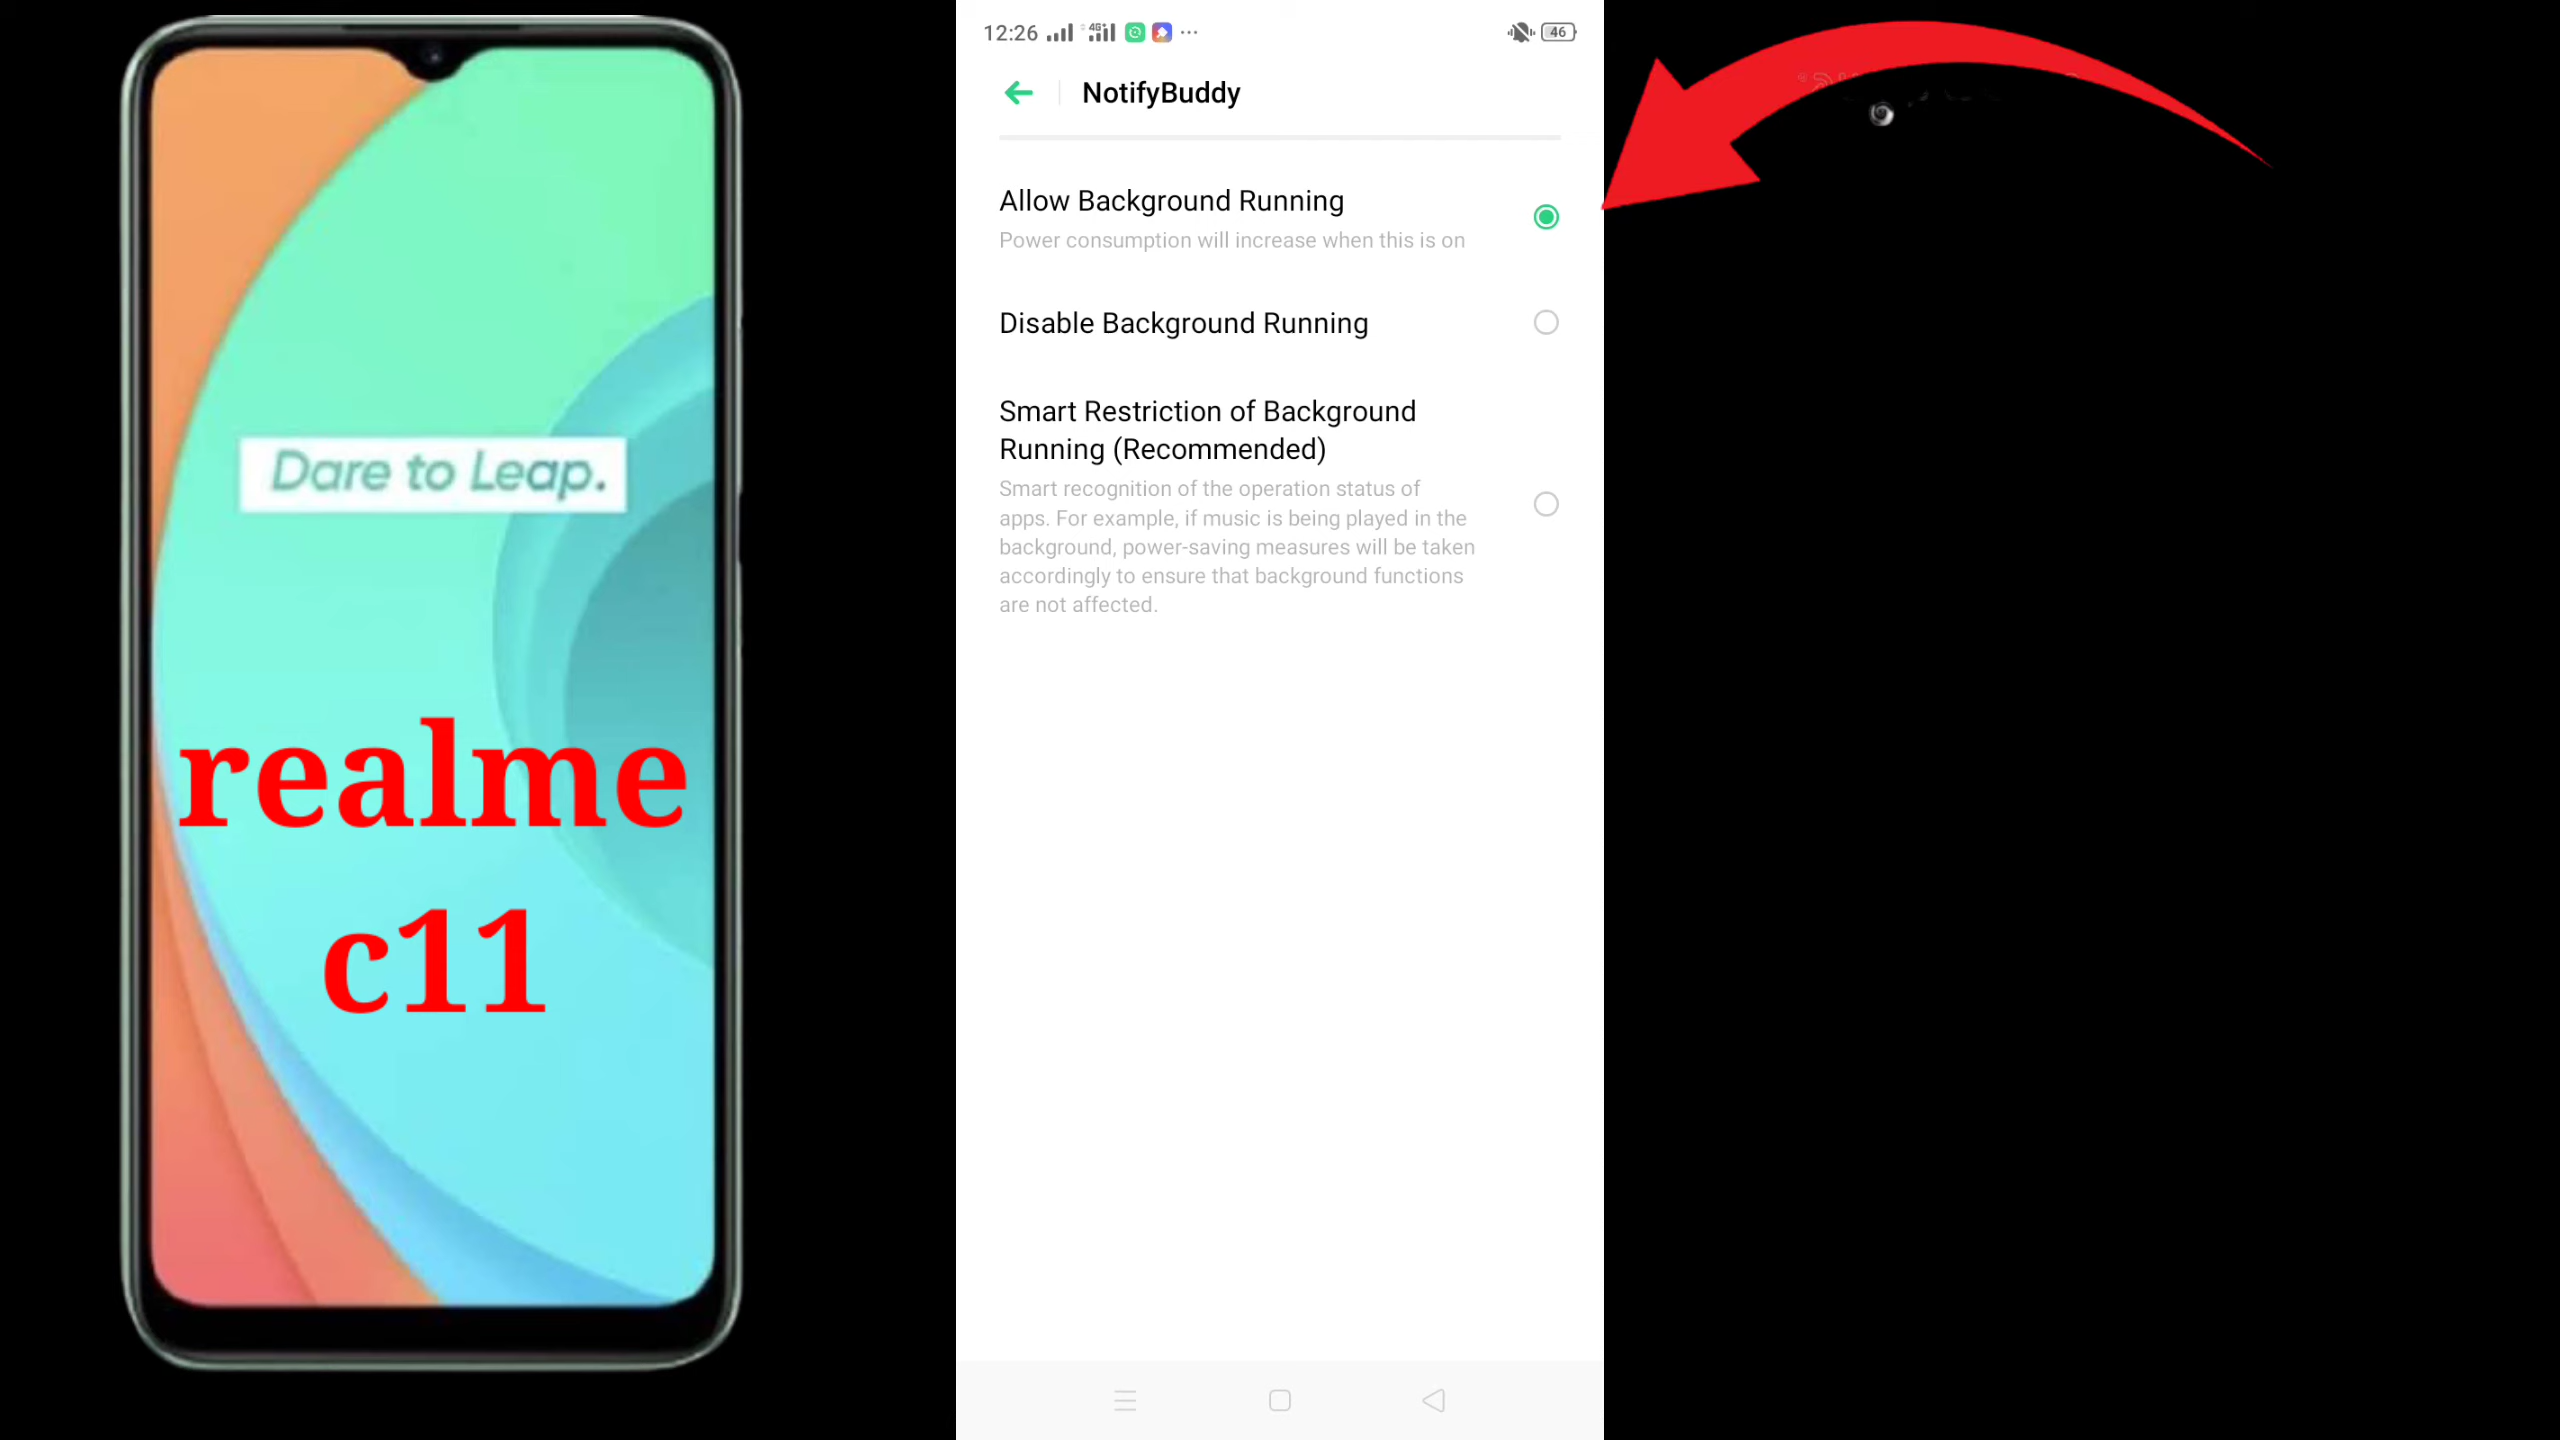 Dare to Leap.
realme
c11
12:26
4G+
46
NotifyBuddy
Allow Background Running
Power consumption will increase when this is on
Disable Background Running
Smart Restriction of Background
Running (Recommended)
Smart recognition of the operation status of
apps. For example, if music is being played in the
background, power-saving measures will be taken
accordingly to ensure that background functions
are not affected.